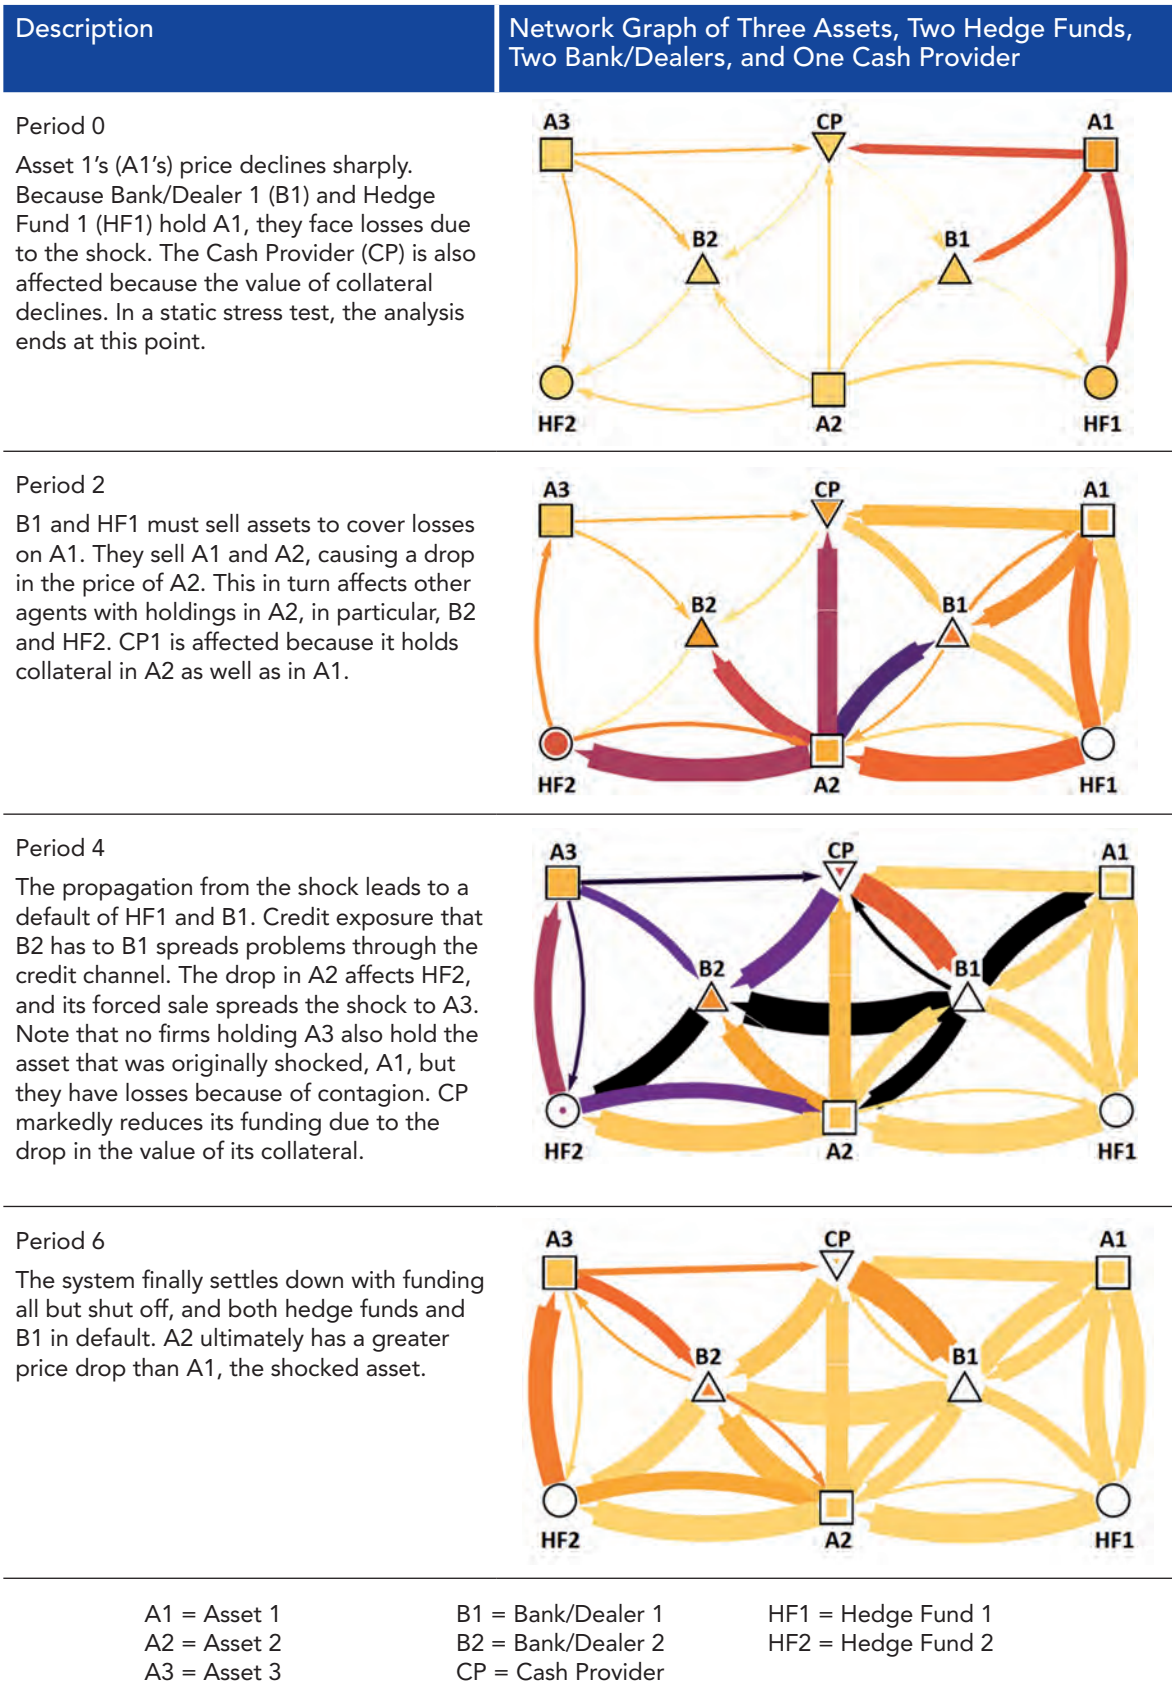 Description
Network Graph of Three Assets, Two Hedge Funds,
Two Bank/Dealers, and One Cash Provider
Period 0
Asset 1's (A1's) price declines sharply.
Because Bank/Dealer 1 (B1) and Hedge
Fund 1 (HF1) hold A1, they face losses due
to the shock. The Cash Provider (CP) is also
affected because the value of collateral
declines. In a static stress test, the analysis
ends at this point.
A3
CP
A1
B2
B1
HF2
A2
HF1
Period 2
B1 and HF1 must sell assets to cover losses
on A1. They sell A1 and A2, causing a drop
in the price of A2. This in turn affects other
agents with holdings in A2, in particular, B2
and HF2. CP1 is affected because it holds
collateral in A2 as well as in A1.
A3
CP
A1
B2
B1
HF2
A2
HF1
Period 4
The propagation from the shock leads to a
default of HF1 and B1. Credit exposure that
B2 has to B1 spreads problems through the
credit channel. The drop in A2 affects HF2,
and its forced sale spreads the shock to A3.
Note that no firms holding A3 also hold the
asset that was originally shocked, A1, but
they have losses because of contagion. CP
markedly reduces its funding due to the
drop in the value of its collateral.
A3
CP
A1
B2
B1
HF2
A2
HF1
Period 6
The system finally settles down with funding
all but shut off, and both hedge funds and
B1 in default. A2 ultimately has a greater
price drop than A1, the shocked asset.
A3
CP
A1
B2
B1
HF2
A2
HF1
A1 = Asset 1
B1 = Bank/Dealer 1
HF1 = Hedge Fund 1
A2 = Asset 2
B2 = Bank/Dealer 2
HF2 = Hedge Fund 2
A3 = Asset 3
CP = Cash Provider